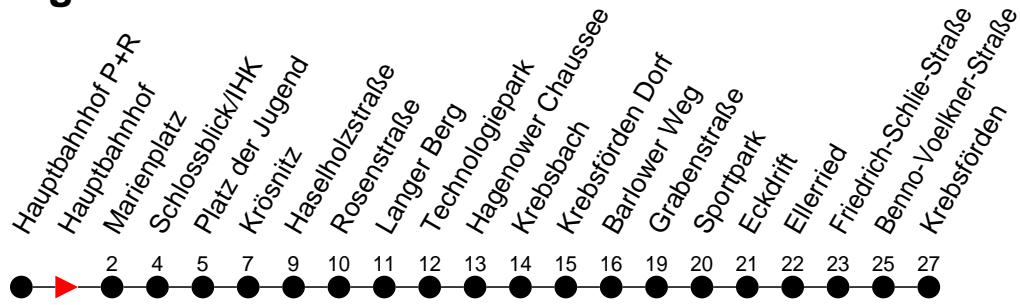 Hauptbahnhof P+R
Hauptbahnhof
Marienplatz
Schlossblick/IHK
Platz der Jugend
Krösnitz
Haselholzstraße
Rosenstraße
Langer Berg
Technologiepark
Hagenower Chaussee
Krebsbach
Krebsförden Dorf
Barlower Weg
Grabenstraße
Sportpark
Eckdrift
Ellerried
Friedrich-Schlie-Straße
Benno-Voelkner-Straße
Krebsförden
2 4 5 7 9 10 11 12 13 14 15 16 19 20 21 22 23 25 27